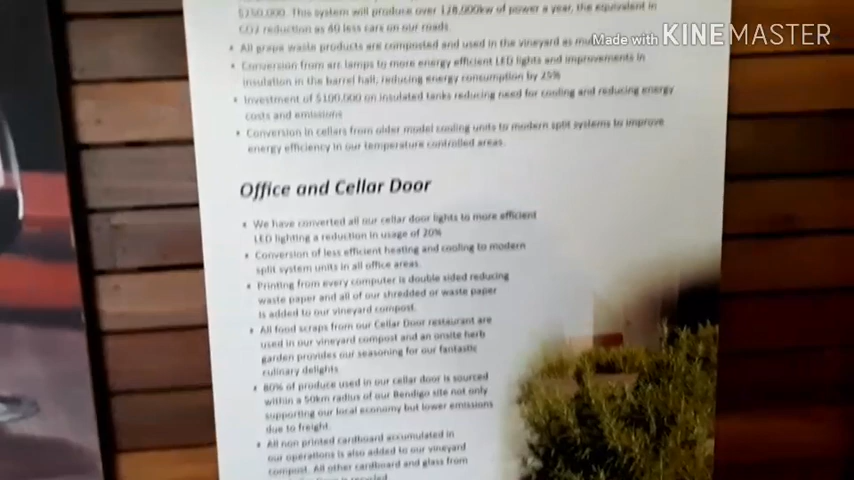 $250,000. This system will produce over 128,000kw of power a year, the equivalent in
CO2 reduction as 40 less cars on our roads.
• All grape waste products are composted and used in the vineyard as
Made with KINEMASTER
• Conversion from arc lamps to more energy efficient LED lights and improvements in
insulation in the barrel hall, reducing energy consumption by 25%
• Investment of $100,000 on insulated tanks reducing need for cooling and reducing energy
costs and emissions
• Conversion in cellars from older model cooling units to modern split systems to improve
energy efficiency in our temperature controlled areas.
Office and Cellar Door
• We have converted all our cellar door lights to more efficient
LED lighting a reduction in usage of 20%
• Conversion of less efficient heating and cooling to modern
split system units in all office areas.
• Printing from every computer is double sided reducing
waste paper and all of our shredded or waste paper
is added to our vineyard compost.
• All food scraps from our Cellar Door restaurant are
used in our vineyard compost and an onsite herb
garden provides our seasoning for our fantastic
culinary delights
• 80% of produce used in our cellar door is sourced
within a 50km radius of our Bendigo site not only
supporting our local economy but lower emissions
due to freight.
• All non printed cardboard accumulated in
our operations is also added to our vineyard
compost. All other cardboard and glass from
is recycled